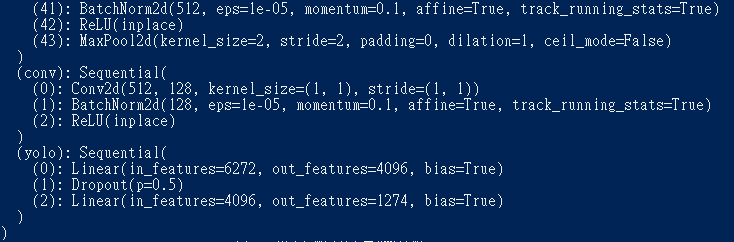 (41): BatchNorm2d(512, eps=1e-05, momentum=0.1, affine=True, track_running_stats=True)
(42): ReLU(inplace)
(43): MaxPool2d(kernel_size=2, stride=2, padding=0, dilation=1, ceil_mode=False)
)
(conv): Sequential(
(0): Conv2d(512, 128, kernel_size=(1, 1), stride=(1, 1))
(1): BatchNorm2d(128, eps=1e-05, momentum=0.1, affine=True, track_running_stats=True)
(2): ReLU(inplace)
)
(yolo): Sequential(
(0): Linear(in_features=6272, out_features=4096, bias=True)
(1): Dropout(p=0.5)
(2): Linear(in_features=4096, out_features=1274, bias=True)
)
)